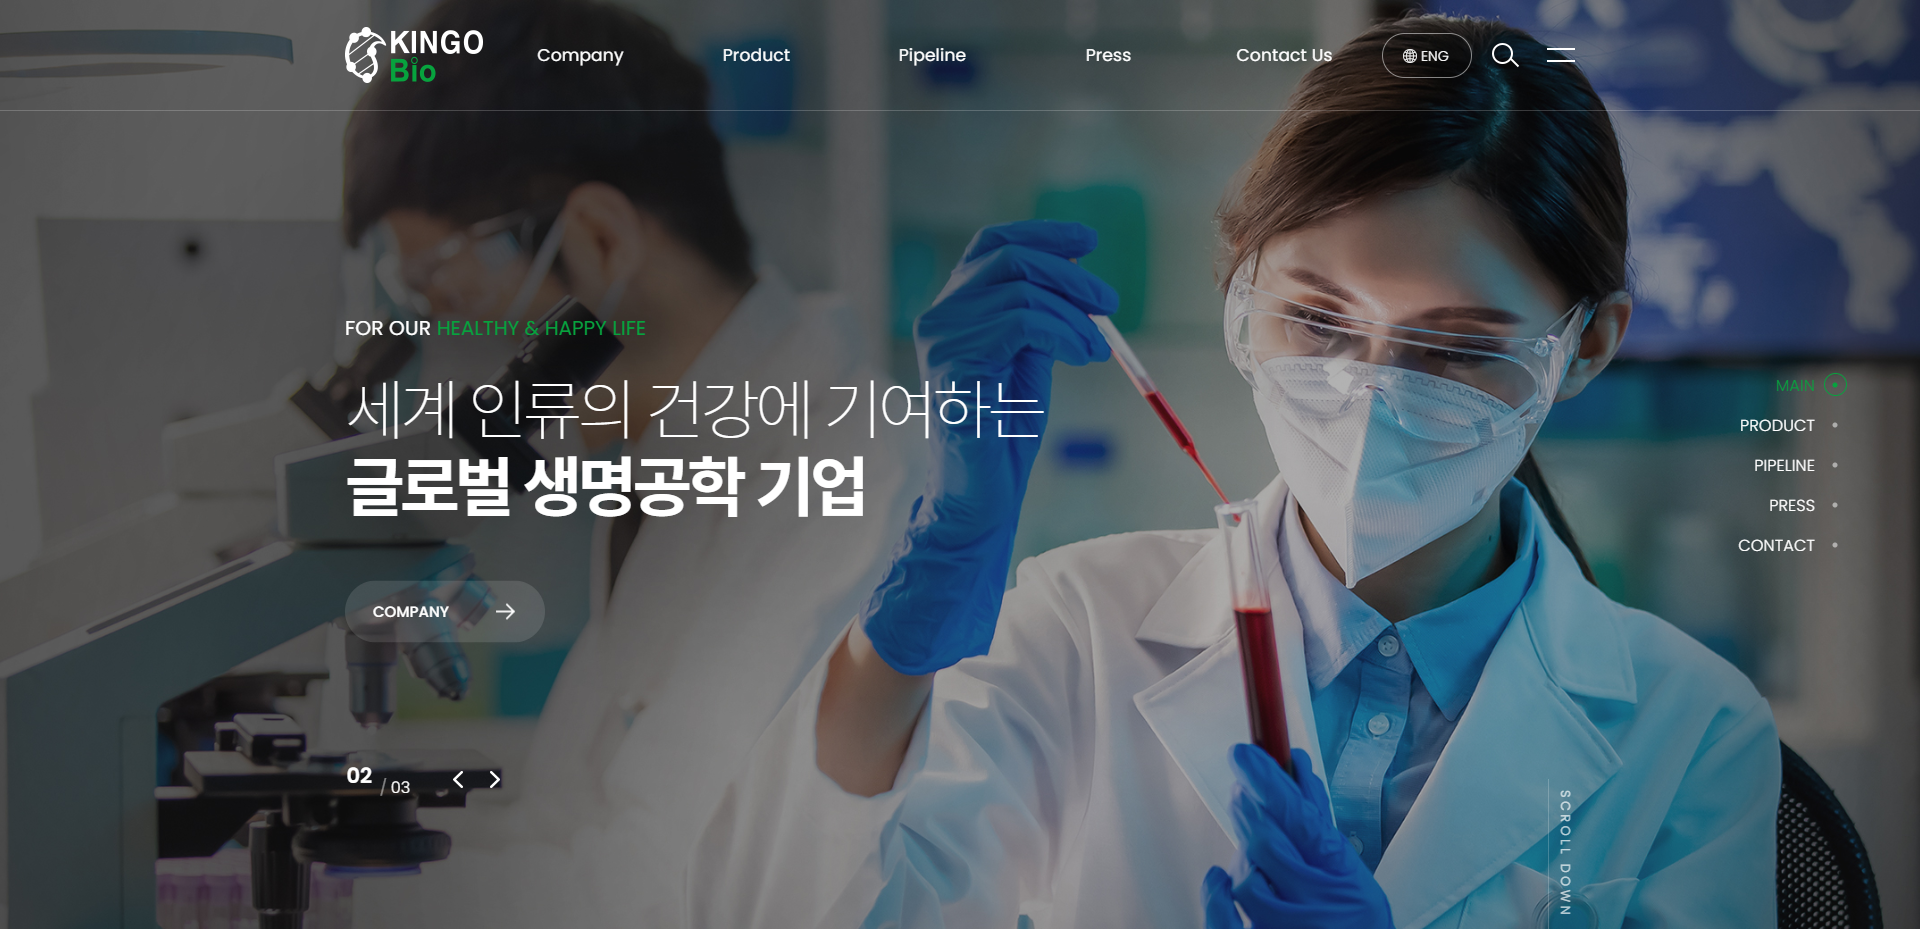 KINGO
Bio
Company
Product
Pipeline
Press
Contact Us
ENG
FOR OUR HEALTHY & HAPPY LIFE
세계 인류의 건강에 기여하는
글로벌 생명공학 기업
COMPANY
02 / 03
MAIN
PRODUCT
PIPELINE
PRESS
CONTACT
SCROLL DOWN